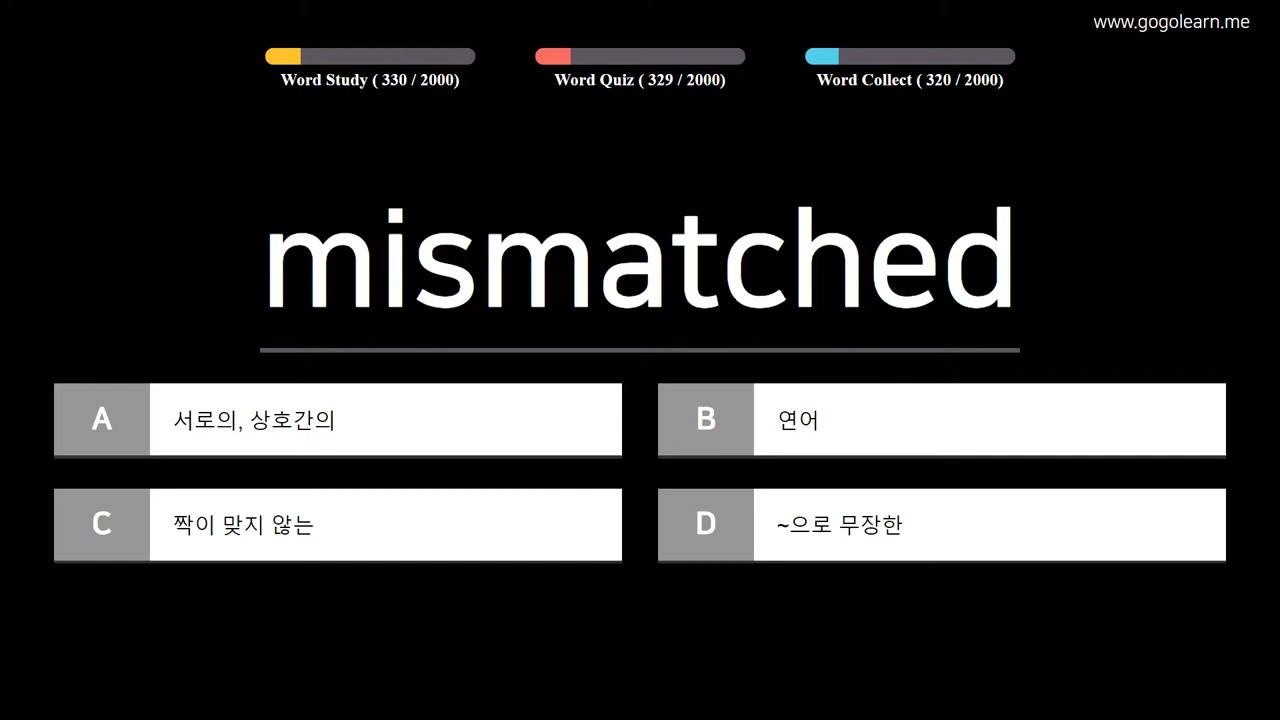 www.gogolearn.me
Word Study ( 330 / 2000)
Word Quiz ( 329 / 2000)
Word Collect ( 320 / 2000)
mismatched
A 서로의, 상호간의
B 연어
C 짝이 맞지 않는
D ~으로 무장한